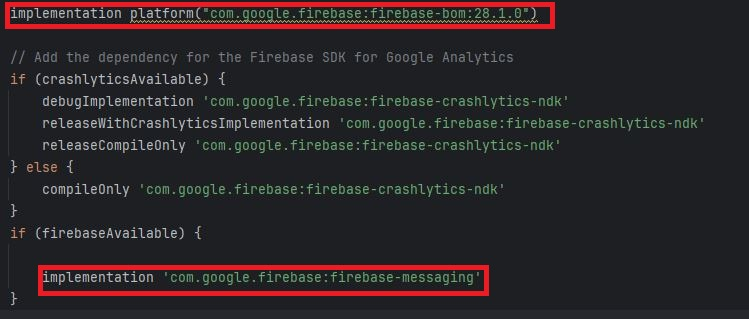 implementation platform("com.google.firebase:firebase-bom:28.1.0")
// Add the dependency for the Firebase SDK for Google Analytics
if (crashlyticsAvailable) {
debugImplementation 'com.google.firebase:firebase-crashlytics-ndk'
releaseWithCrashlyticsImplementation 'com.google.firebase:firebase-crashlytics-ndk'
releaseCompileOnly 'com.google.firebase:firebase-crashlytics-ndk'
} else {
compileOnly 'com.google.firebase:firebase-crashlytics-ndk'
}
if (firebaseAvailable) {
implementation 'com.google.firebase:firebase-messaging'
}